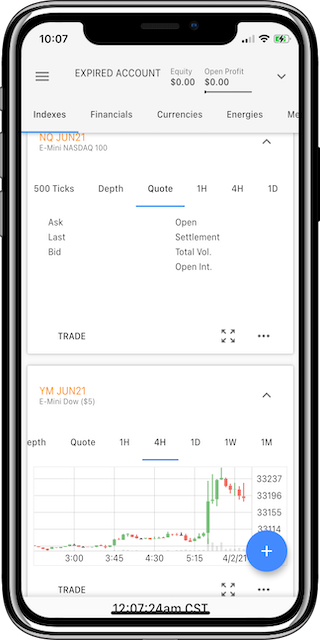 10:07
EXPIRED ACCOUNT
Equity
$0.00
Open Profit
$0.00
Indexes Financials Currencies Energies Me
NQ JUN21
E-Mini NASDAQ 100
500 Ticks Depth Quote 1H 4H 1D
Ask Open
Last Settlement
Bid Total Vol.
Open Int.
TRADE
YM JUN21
E-Mini Dow ($5)
epth Quote 1H 4H 1D 1W 1M
33237
33196
33155
33114
3:00 3:45 4:30 5:15 4/2/21
TRADE
12:07:24am CST